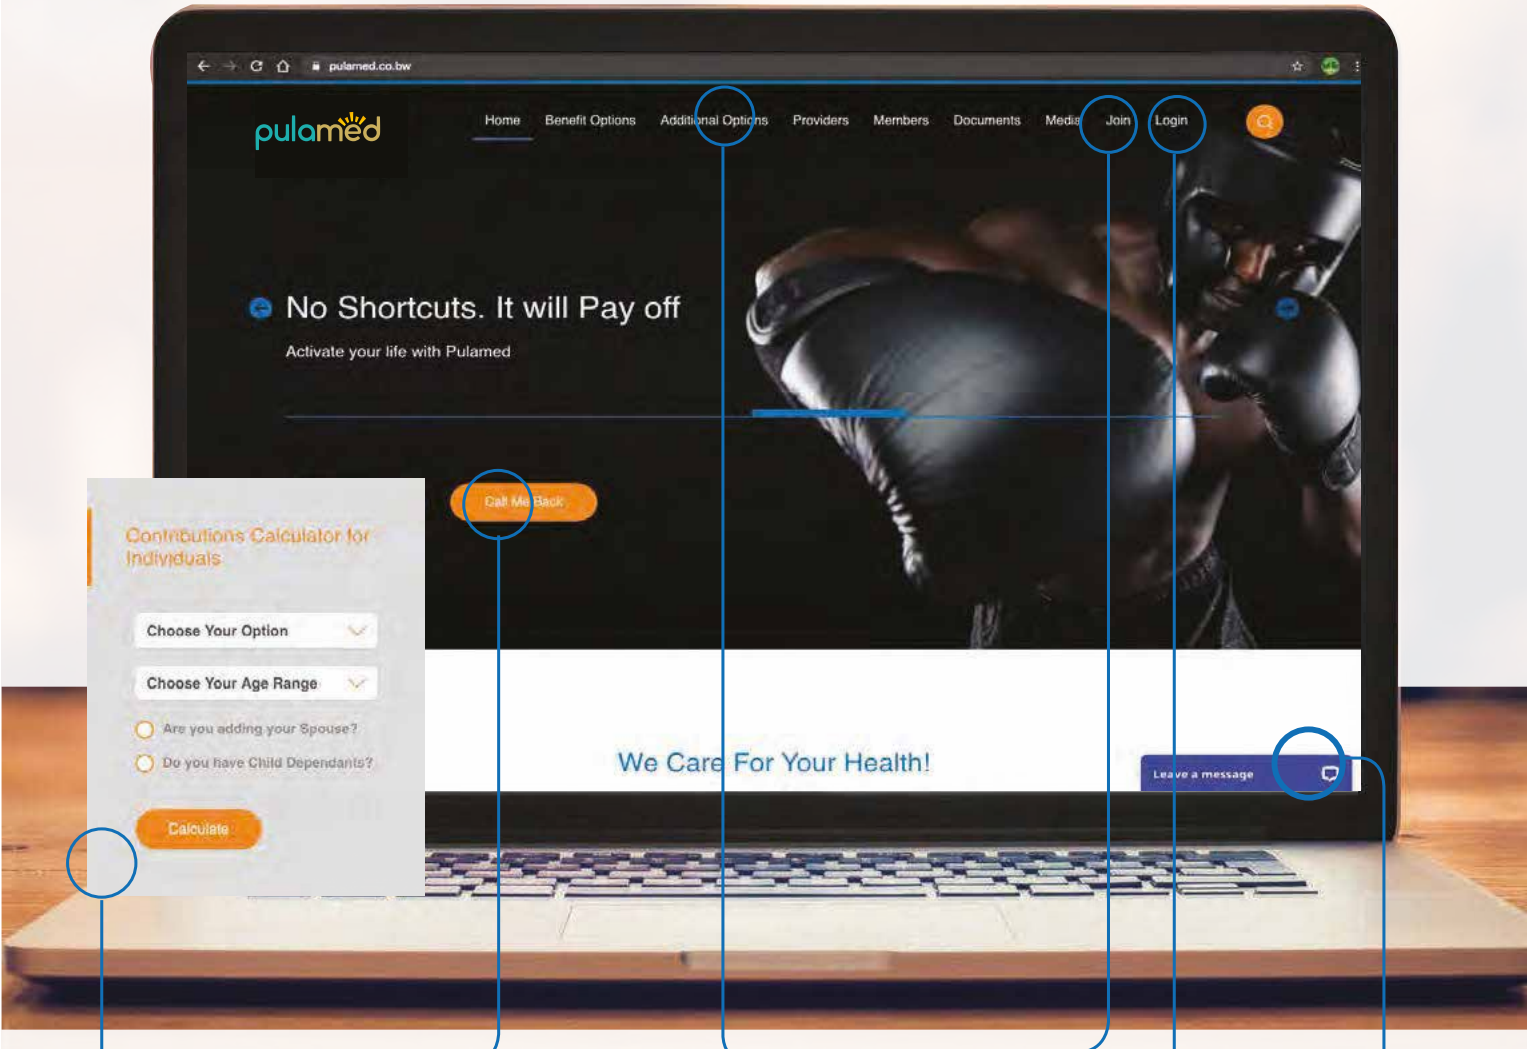 pulamed.co.bw
pulamed
Home Benefit Options Additional Options Providers Members Documents Media Join Login
No Shortcuts. It will Pay off
Activate your life with Pulamed
Call Me Back
Contributions Calculator for
Individuals
Choose Your Option
Choose Your Age Range
Are you adding your Spouse?
Do you have Child Dependants?
Calculate
We Care For Your Health!
Leave a message